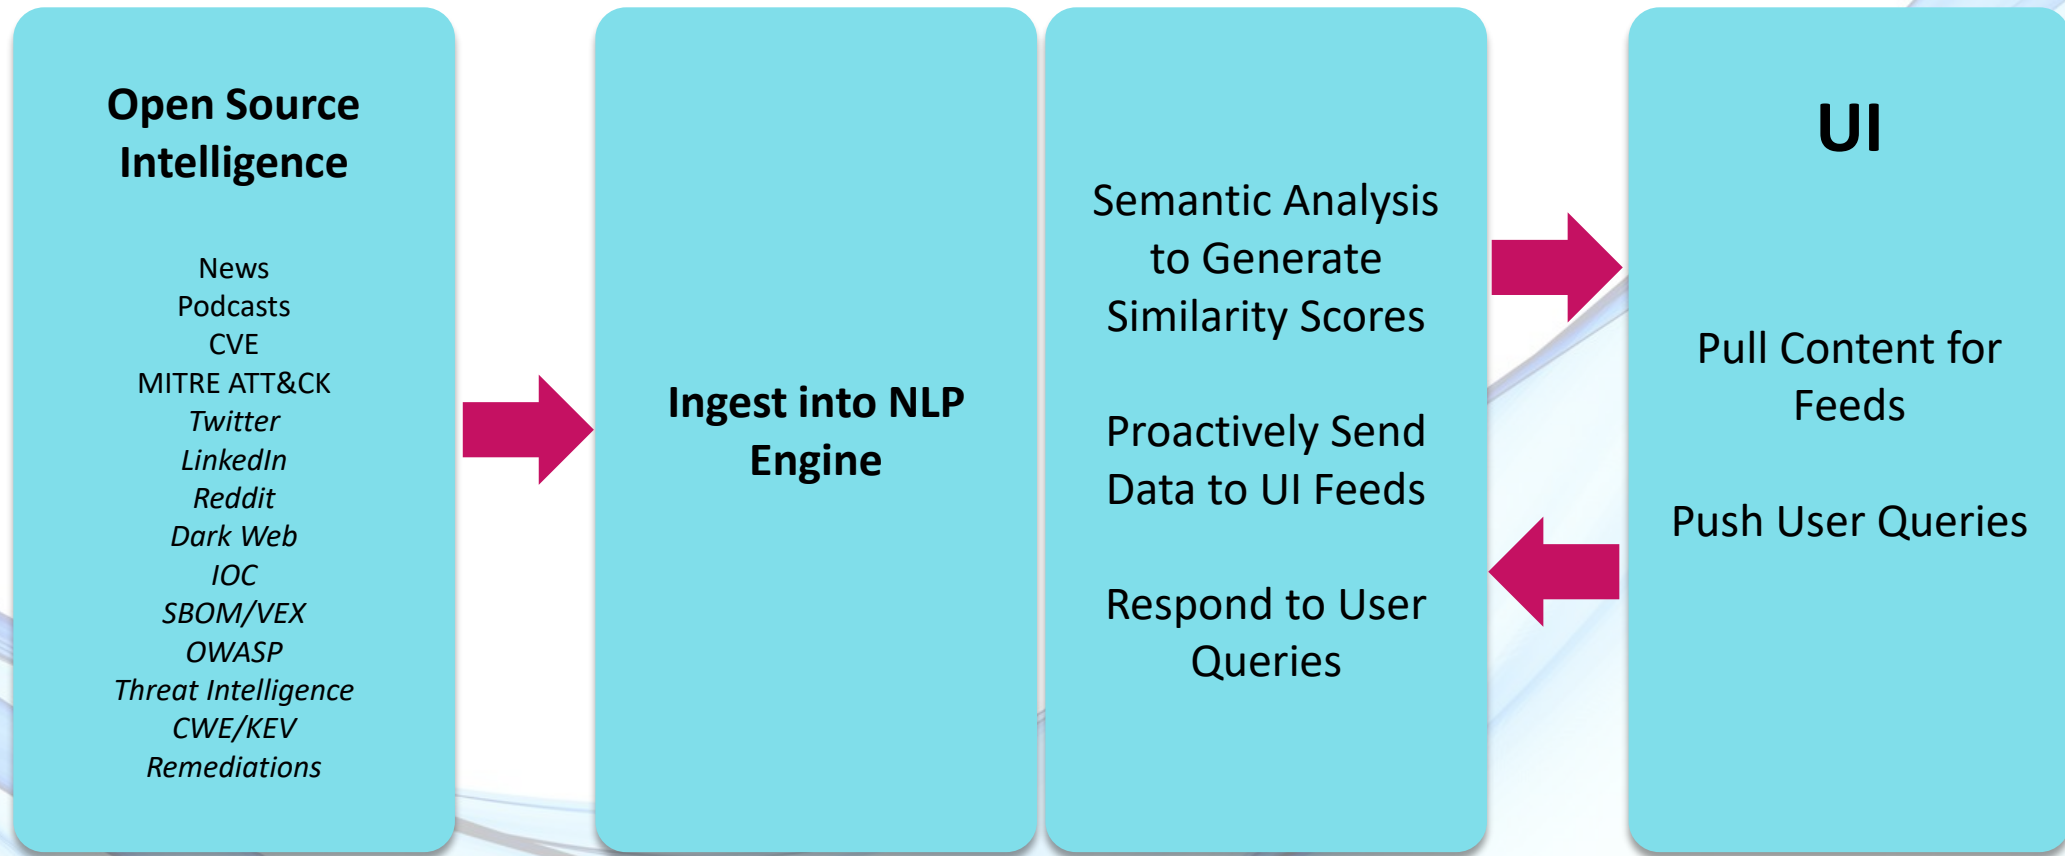 Open Source
Intelligence
News
Podcasts
CVE
MITRE ATT&CK
Twitter
LinkedIn
Reddit
Dark Web
IOC
SBOM/VEX
OWASP
Threat Intelligence
CWE/KEV
Remediations
Ingest into NLP
Engine
Semantic Analysis
to Generate
Similarity Scores
Proactively Send
Data to UI Feeds
Respond to User
Queries
UI
Pull Content for
Feeds
Push User Queries